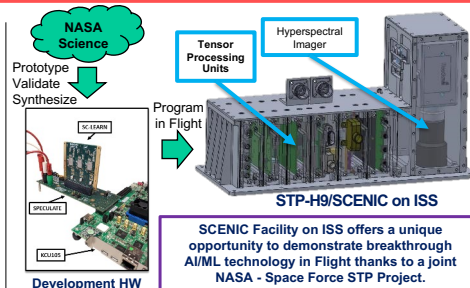 NASA
Science
Prototype
Validate
Synthesize
SC-LEARN
SPECULATE
KCU105
Development HW
Program
in Flight
Tensor
Processing
Units
Hyperspectral
Imager
STP-H9/SCENIC on ISS
SCENIC Facility on ISS offers a unique
opportunity to demonstrate breakthrough
AI/ML technology in Flight thanks to a joint
NASA - Space Force STP Project.